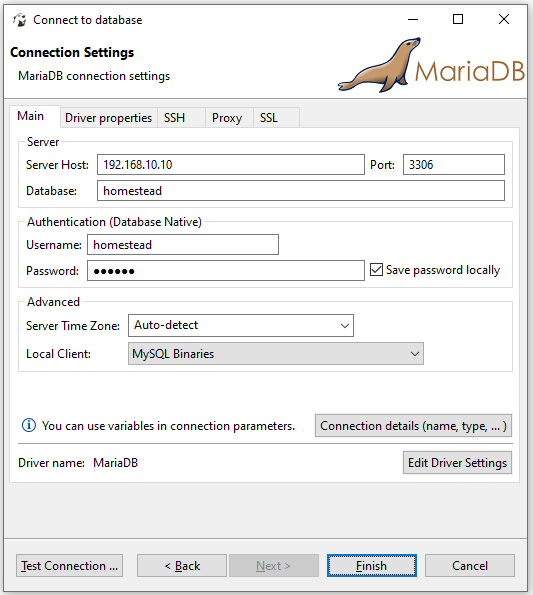 Connect to database
Connection Settings
MariaDB connection settings
MariaDB
Main Driver properties SSH Proxy SSL
Server
Server Host: 192.168.10.10 Port: 3306
Database: homestead
Authentication (Database Native)
Username: homestead
Password: ●●●●●● Save password locally
Advanced
Server Time Zone: Auto-detect
Local Client: MySQL Binaries
You can use variables in connection parameters. Connection details (name, type, ... )
Driver name: MariaDB Edit Driver Settings
Test Connection ... < Back Next > Finish Cancel